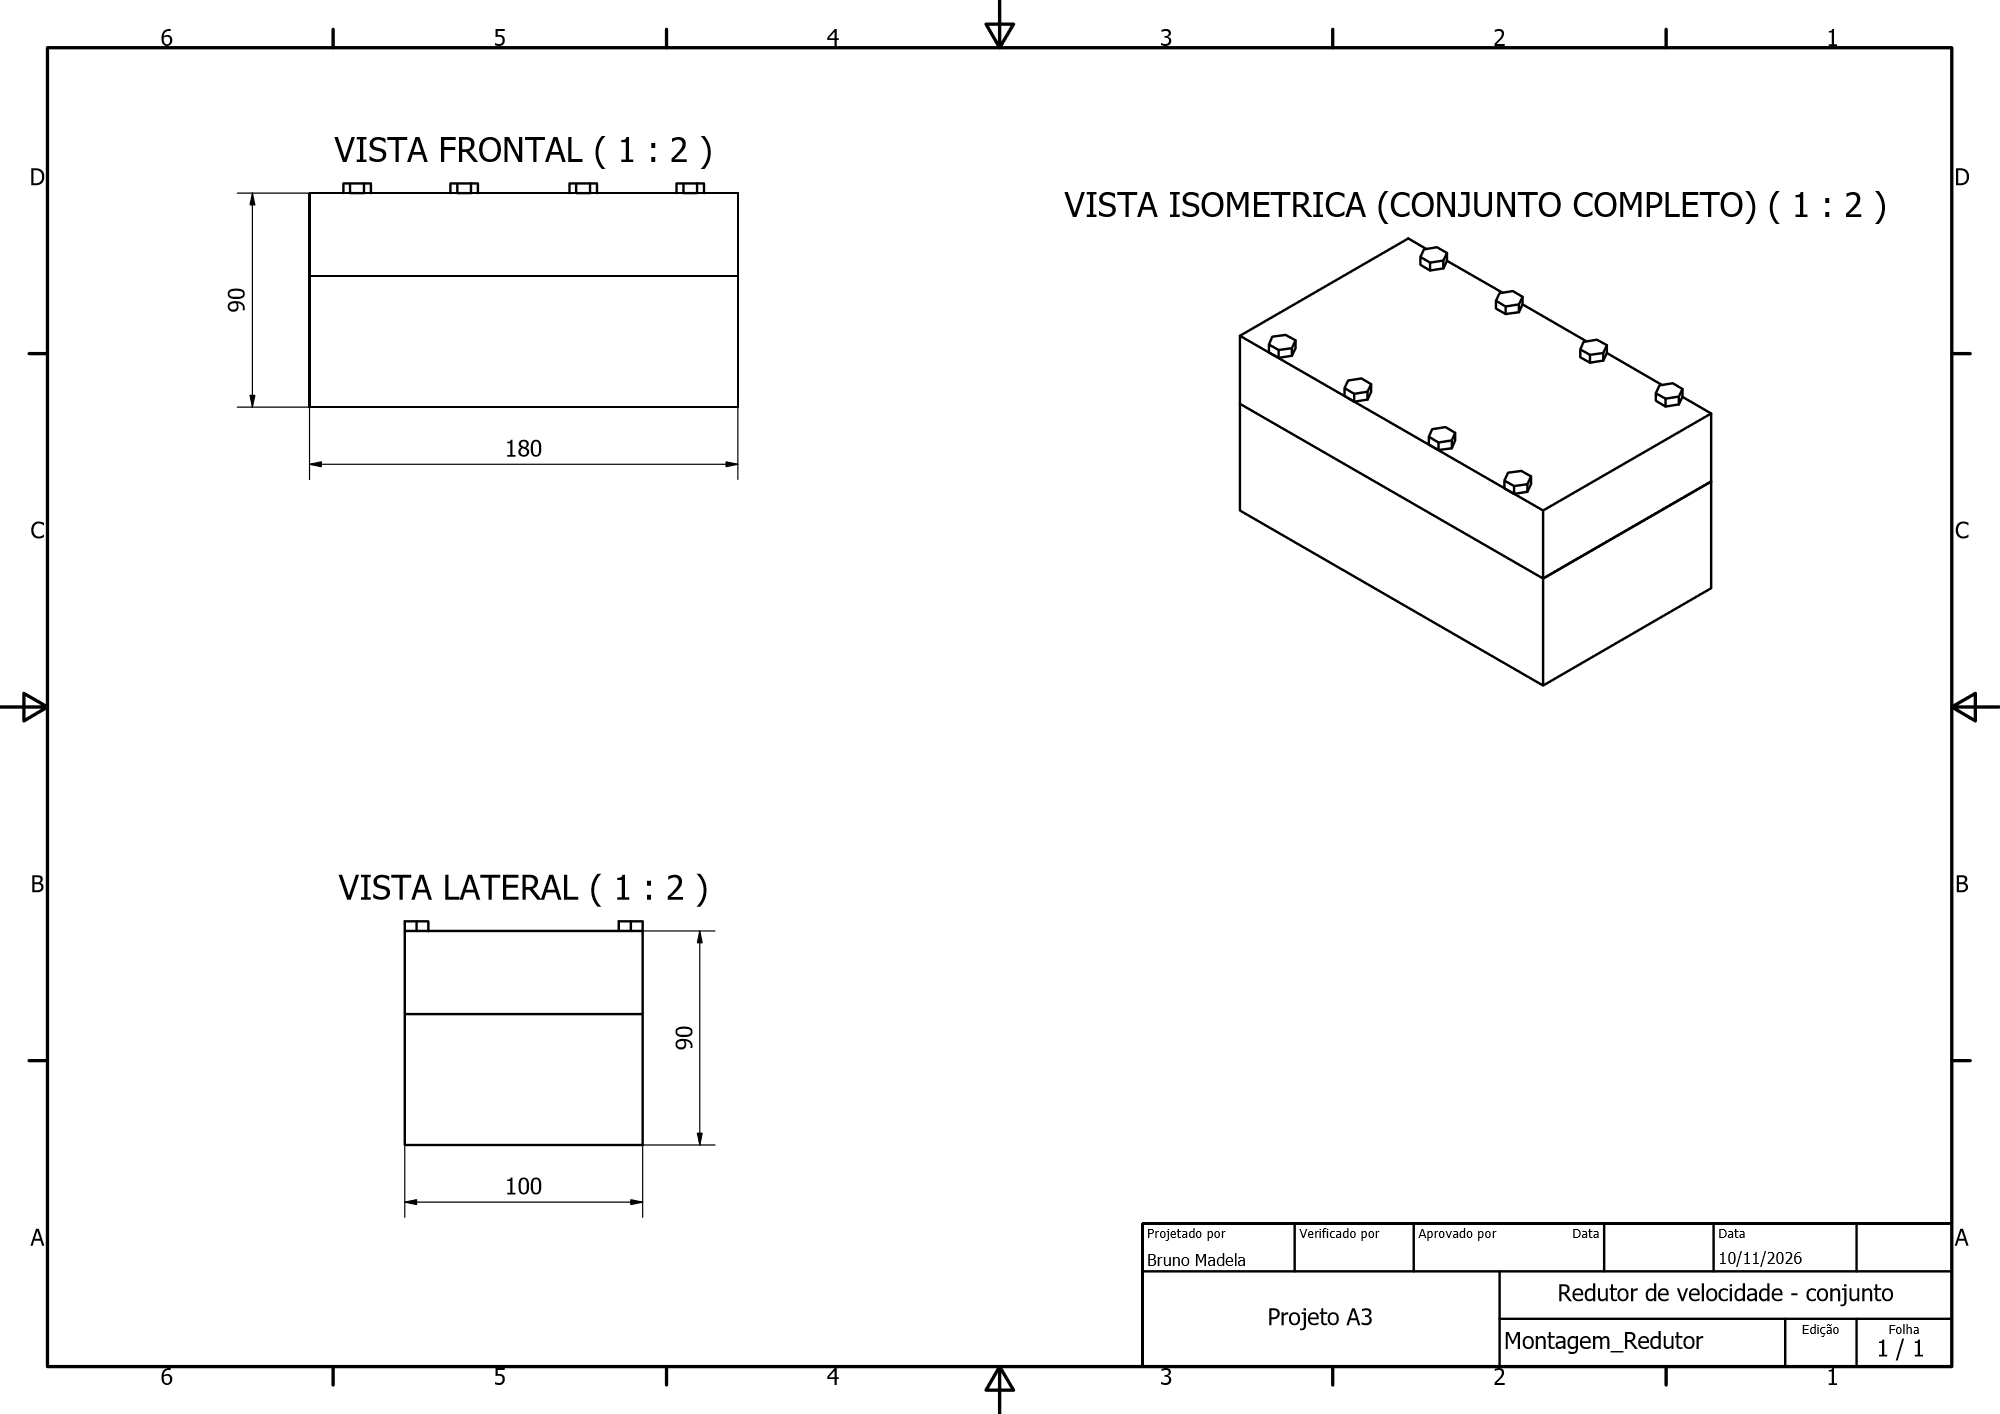 6 5 4 3 2 1
D D
VISTA FRONTAL ( 1 : 2 )
90
180
VISTA ISOMETRICA (CONJUNTO COMPLETO) ( 1 : 2 )
C C
B B
VISTA LATERAL ( 1 : 2 )
90
100
A A
Projetado por
Bruno Madela
Verificado por
Aprovado por
Data
Data
10/11/2026
Projeto A3
Redutor de velocidade - conjunto
Montagem_Redutor
Edição
Folha
1 / 1
6 5 4 3 2 1